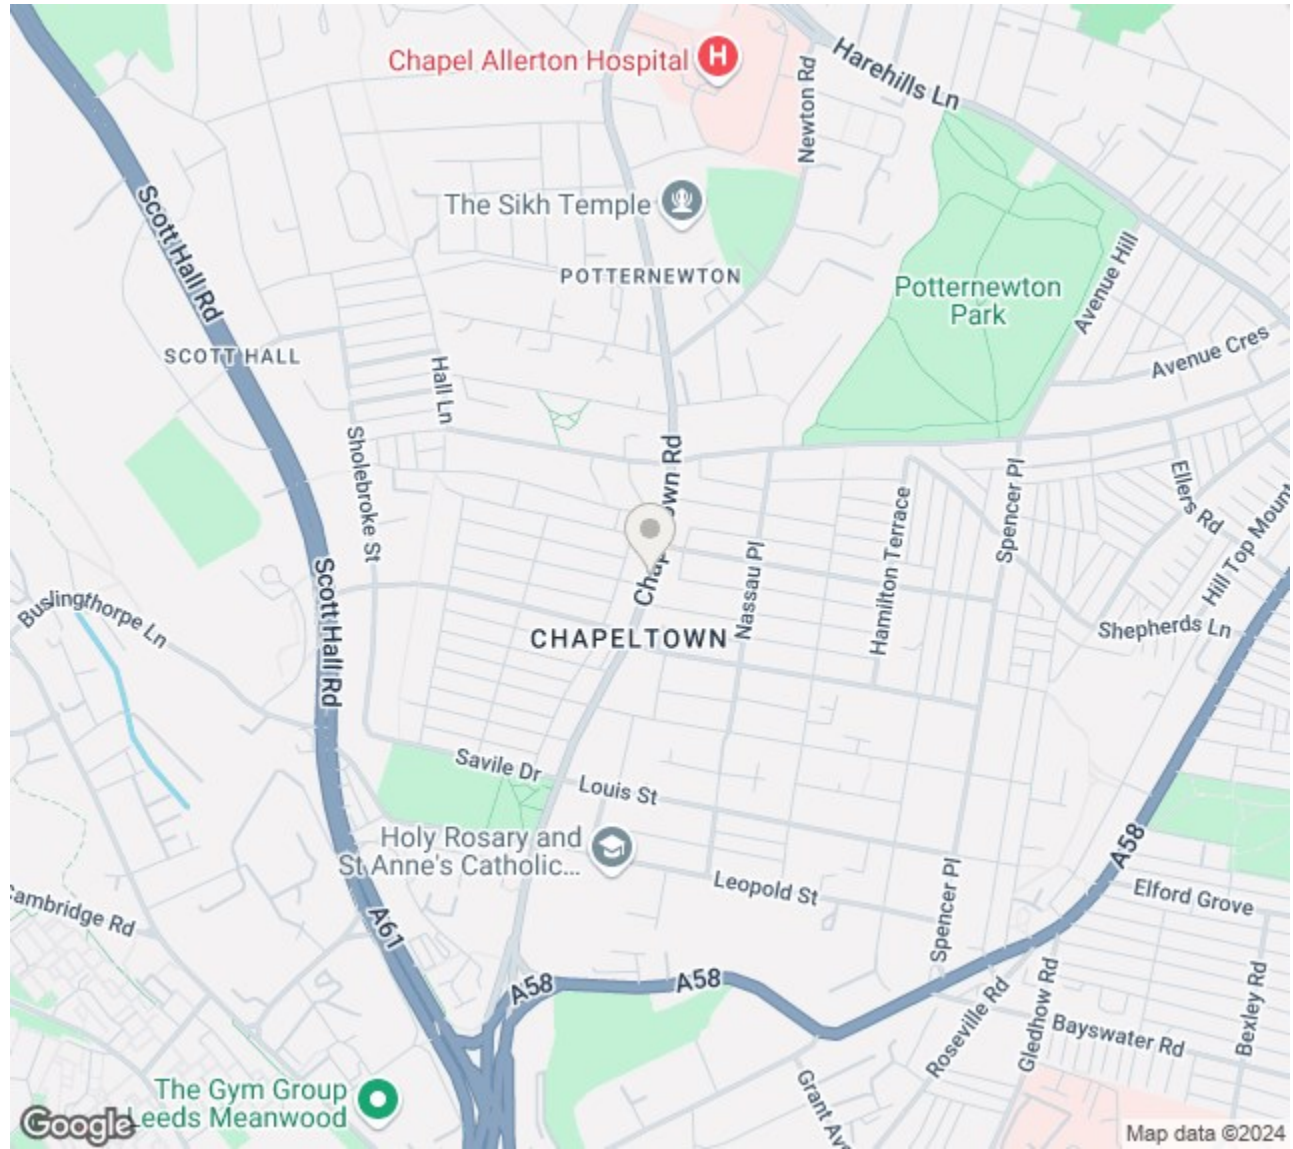 Chapel Allerton Hospital
H
Harehills Ln
Newton Rd
Scott Hall Rd
The Sikh Temple
POTTERNEWTON
Avenue Hill
Potternewton
Park
SCOTT HALL
Hall Ln
Avenue Cres
Sholebroke St
Spencer Pl
Ellers Rd
Hill Top Mount
Hamilton Terrace
Nassau Pl
Scott Hall Rd
Buslingthorpe Ln
CHAPELTOWN
Shepherds Ln
Savile Dr
Louis St
Holy Rosary and
St Anne's Catholic...
Leopold St
A58
Elford Grove
Spencer Pl
A61
A58
A58
Roseville Rd
Gledhow Rd
Bayswater Rd
Bexley Rd
The Gym Group
Leeds Meanwood
Google
Map data ©2024